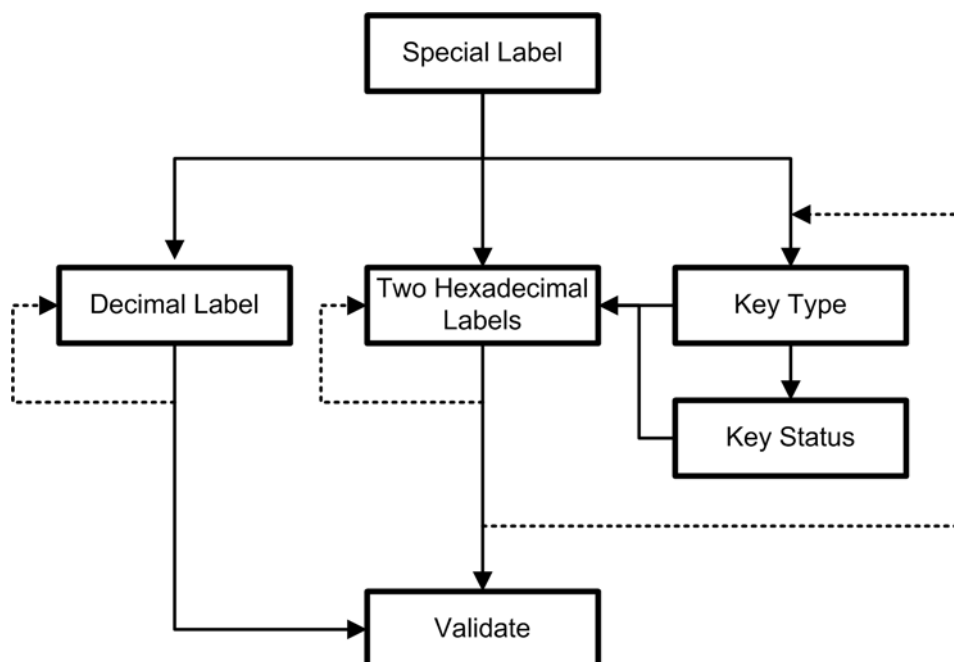 Special Label
Decimal Label
Two Hexadecimal
Labels
Key Type
Key Status
Validate